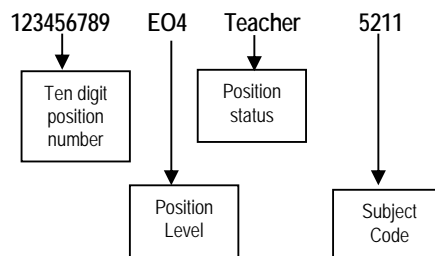 123456789 EO4 Teacher 5211
Ten digit
position
number
Position
status
Position
Level
Subject
Code